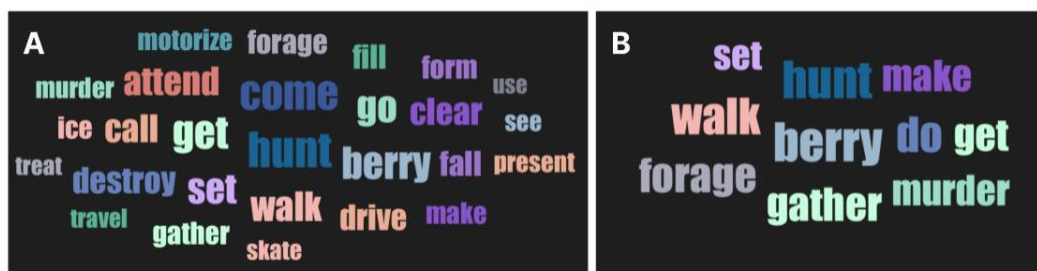 A
motorize forage fill form use
murder attend come go clear see
ice call get hunt berry fall present
treat destroy set walk drive make
travel gather skate
B
set hunt make
walk berry do get
forage gather murder